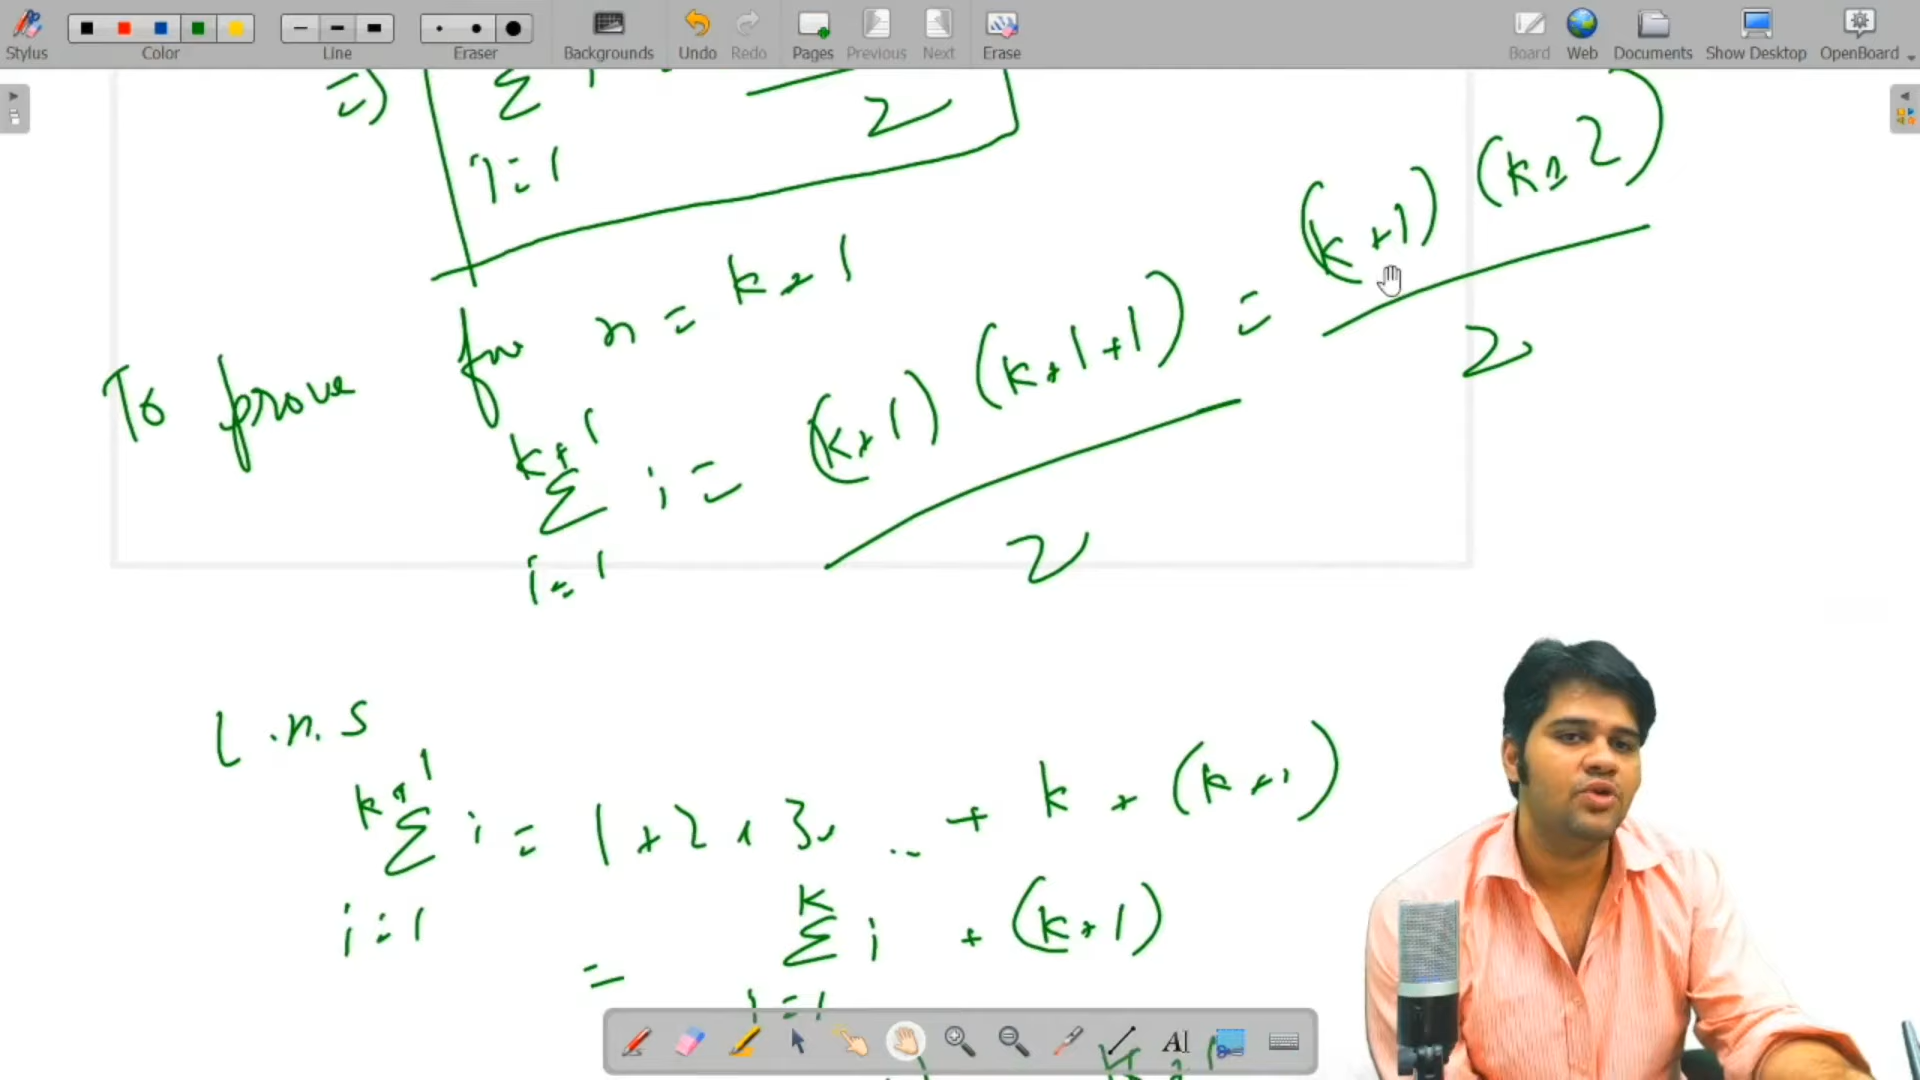 Stylus Color Line Eraser Backgrounds Undo Redo Pages Previous Next Erase Board Web Documents Show Desktop OpenBoard
=) ∑ i = 2
i=1
To prove for n = k+1
k+1 ∑ i=1 i = (k+1) (k+1+1) / 2 = (k+1) (k+2) / 2
L.h.s
k+1 ∑ i=1 i = 1+2+3. .. + k + (k+1)
= k ∑ i=1 i + (k+1)